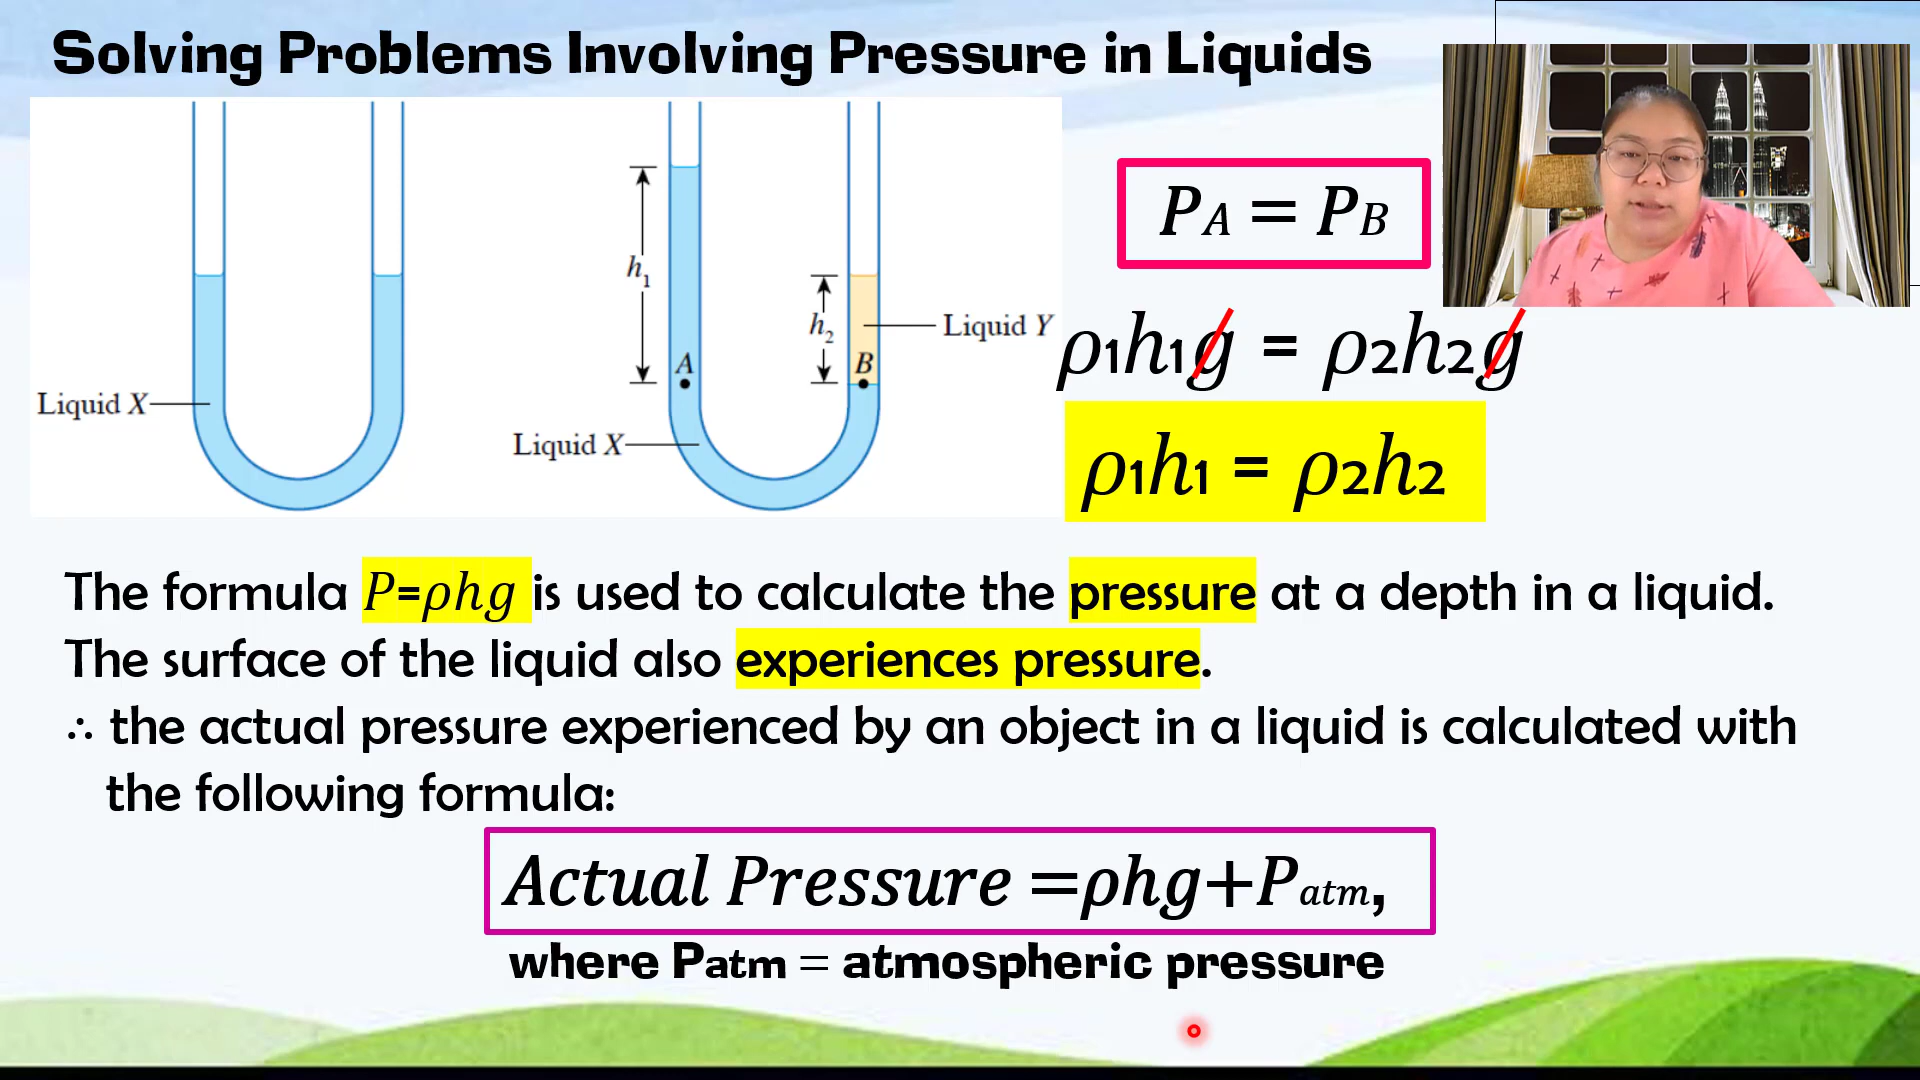 Solving Problems Involving Pressure in Liquids
P_A = P_B
h₁
h₂
A
B
Liquid Y
Liquid X
Liquid X
ρ₁h₁g = ρ₂h₂g
ρ₁h₁ = ρ₂h₂
The formula P=ρhg is used to calculate the pressure at a depth in a liquid.
The surface of the liquid also experiences pressure.
∴ the actual pressure experienced by an object in a liquid is calculated with
the following formula:
Actual Pressure =ρhg+Patm,
where Patm = atmospheric pressure